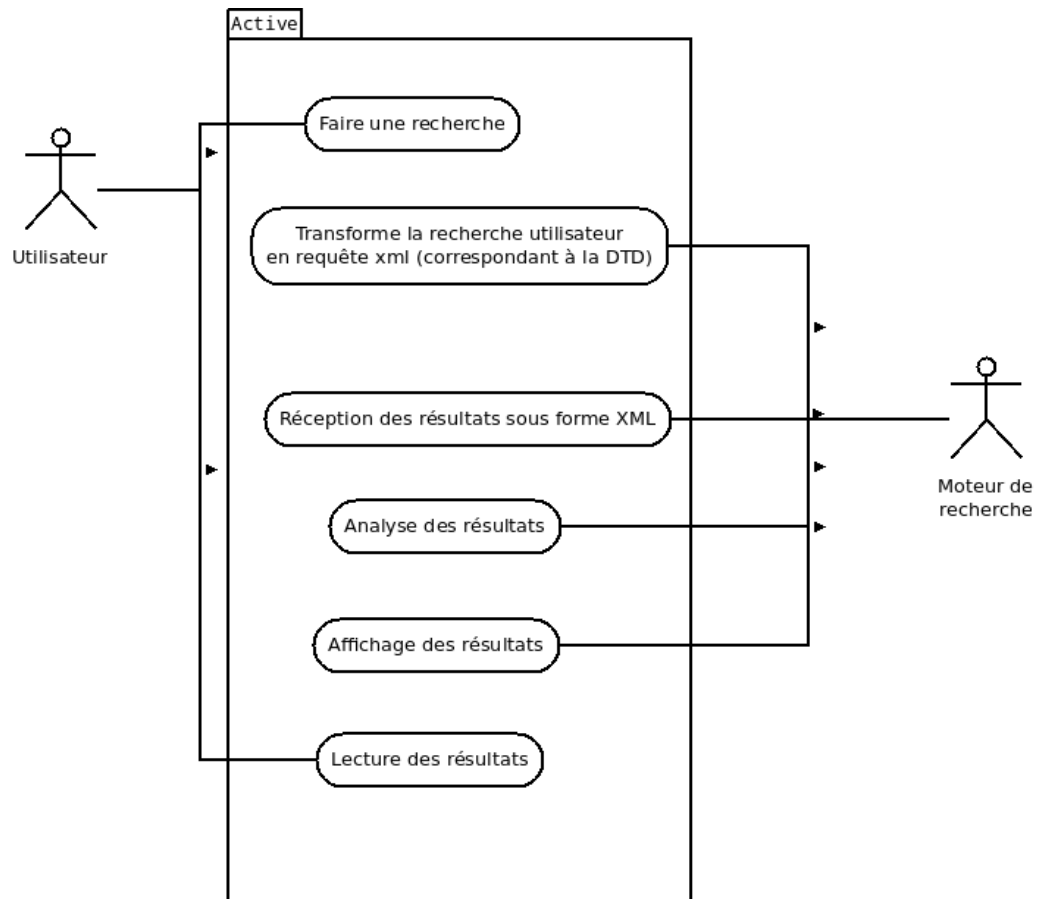 Active
Faire une recherche
Utilisateur
Transforme la recherche utilisateur
en requête xml (correspondant à la DTD)
Réception des résultats sous forme XML
Moteur de
recherche
Analyse des résultats
Affichage des résultats
Lecture des résultats